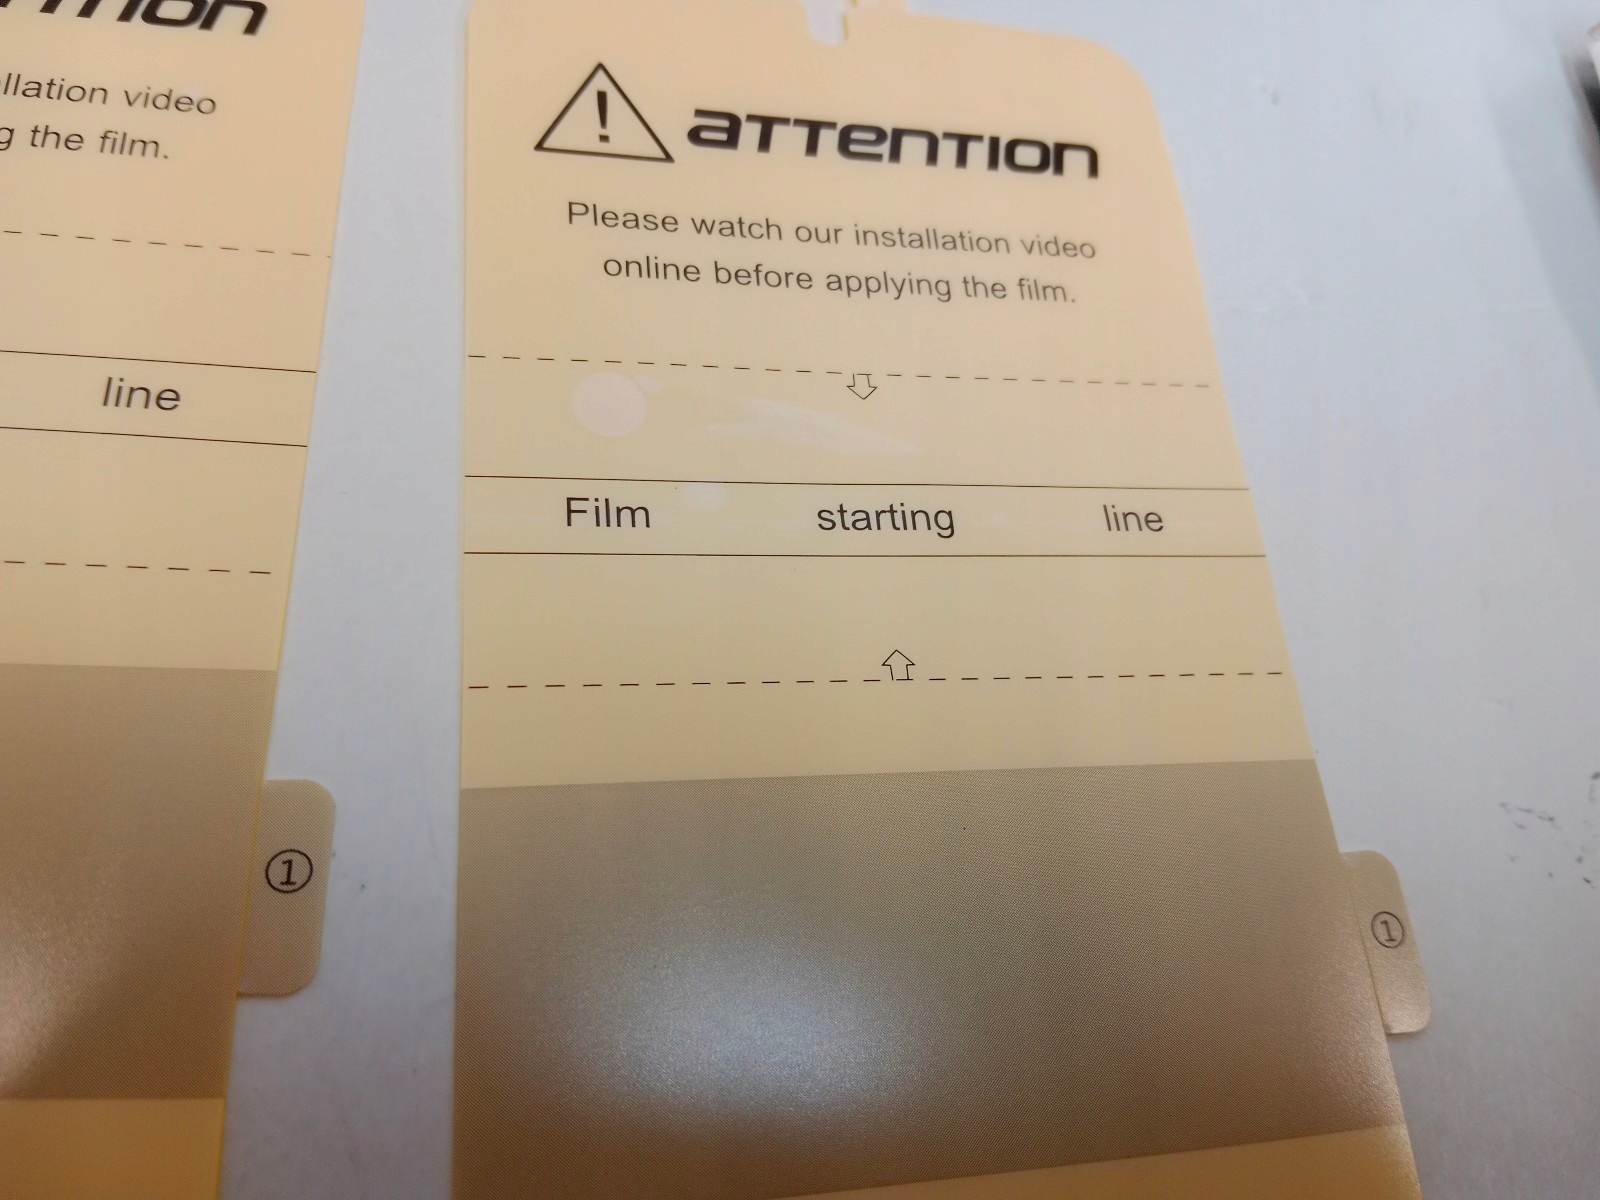 ntion
llation video
g the film.
line
①
! attention
Please watch our installation video
online before applying the film.
Film starting line
①